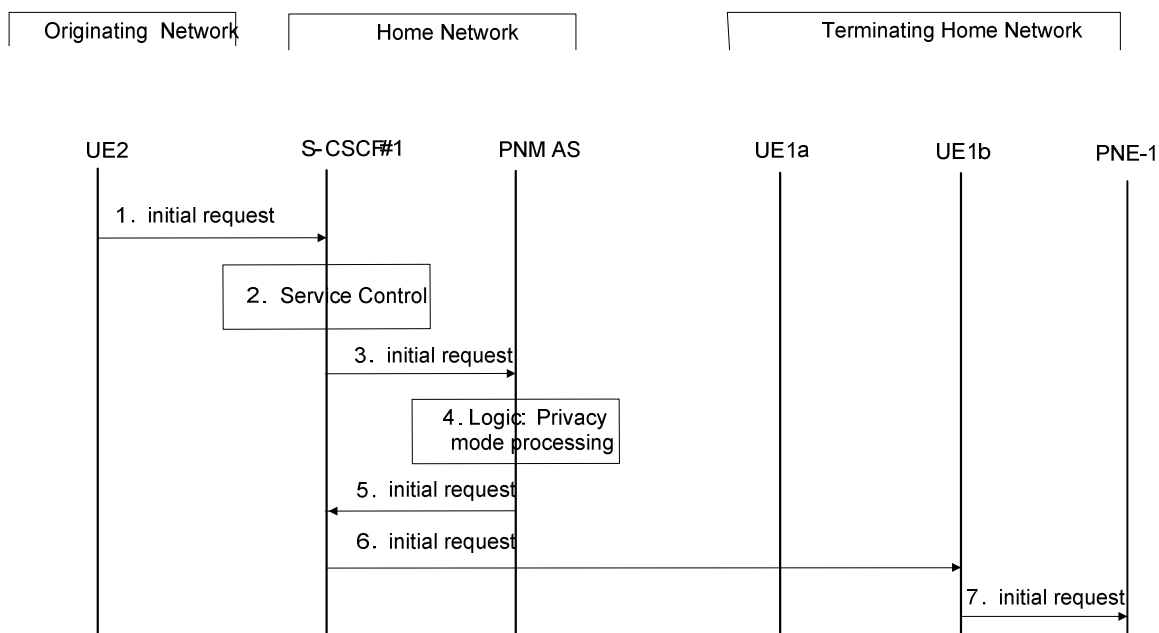 Originating Network
Home Network
Terminating Home Network
UE2
S-CSCF#1
PNM AS
UE1a
UE1b
PNE-1
1. initial request
2. Service Control
3. initial request
4. Logic: Privacy
mode processing
5. initial request
6. initial request
7. initial request